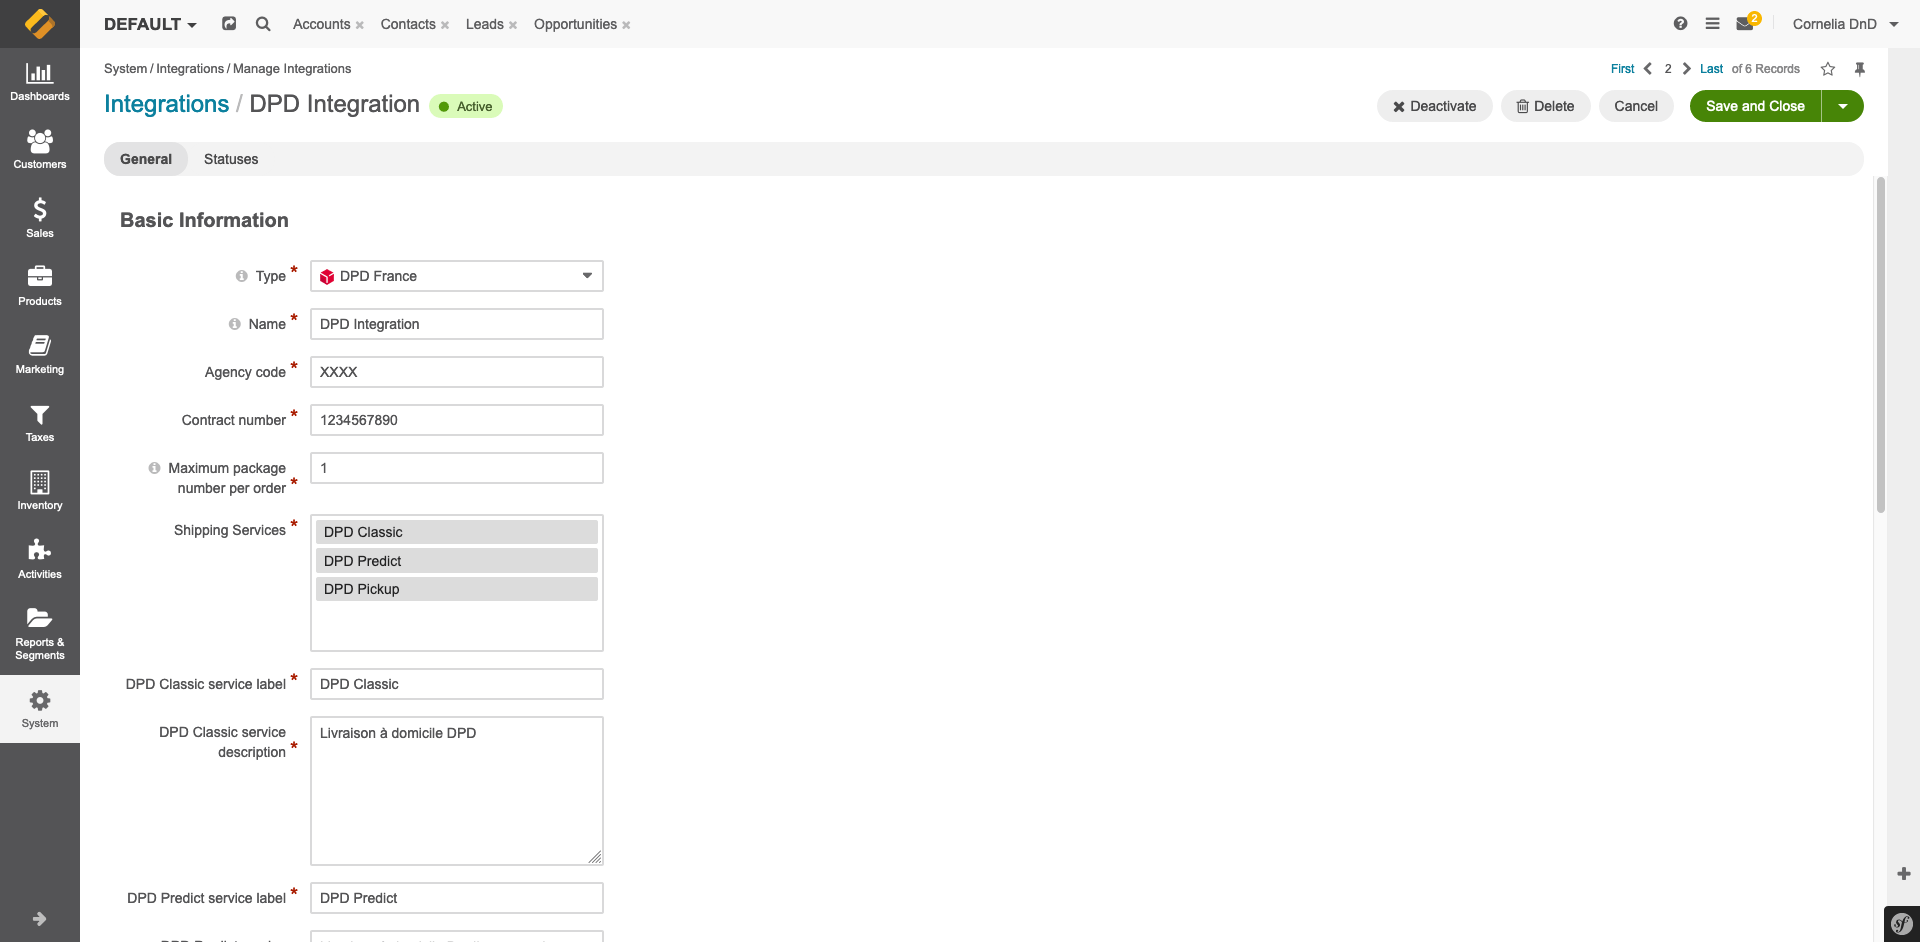 DEFAULT
Accounts
Contacts
Leads
Opportunities
2
Cornelia DnD
Dashboards
Customers
Sales
Products
Marketing
Taxes
Inventory
Activities
Reports &
Segments
System
System / Integrations / Manage Integrations
First 2 Last of 6 Records
Integrations / DPD Integration
Active
Deactivate
Delete
Cancel
Save and Close
General
Statuses
Basic Information
Type *
DPD France
Name *
DPD Integration
Agency code *
XXXX
Contract number *
1234567890
Maximum package
number per order *
1
Shipping Services *
DPD Classic
DPD Predict
DPD Pickup
DPD Classic service label *
DPD Classic
DPD Classic service
description *
Livraison à domicile DPD
DPD Predict service label *
DPD Predict
sf